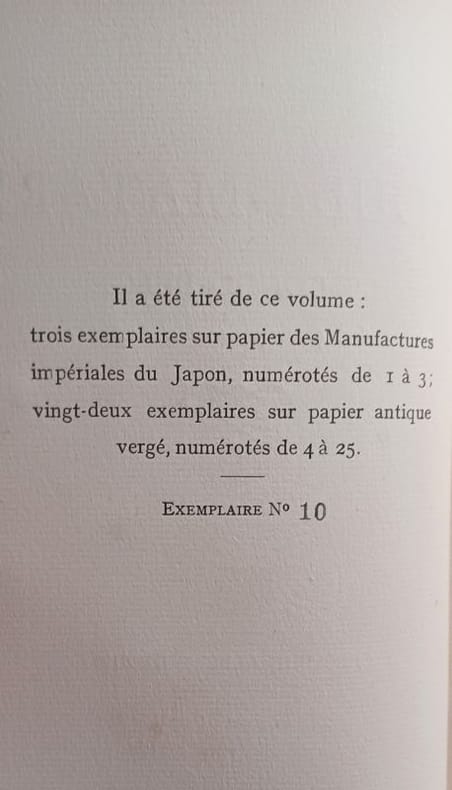 Il a été tiré de ce volume :
trois exemplaires sur papier des Manufactures
impériales du Japon, numérotés de 1 à 3;
vingt-deux exemplaires sur papier antique
vergé, numérotés de 4 à 25.
Exemplaire Nº 10